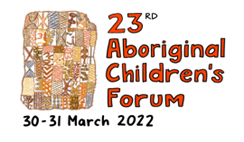 23RD
Aboriginal
Children's
Forum
30-31 March 2022